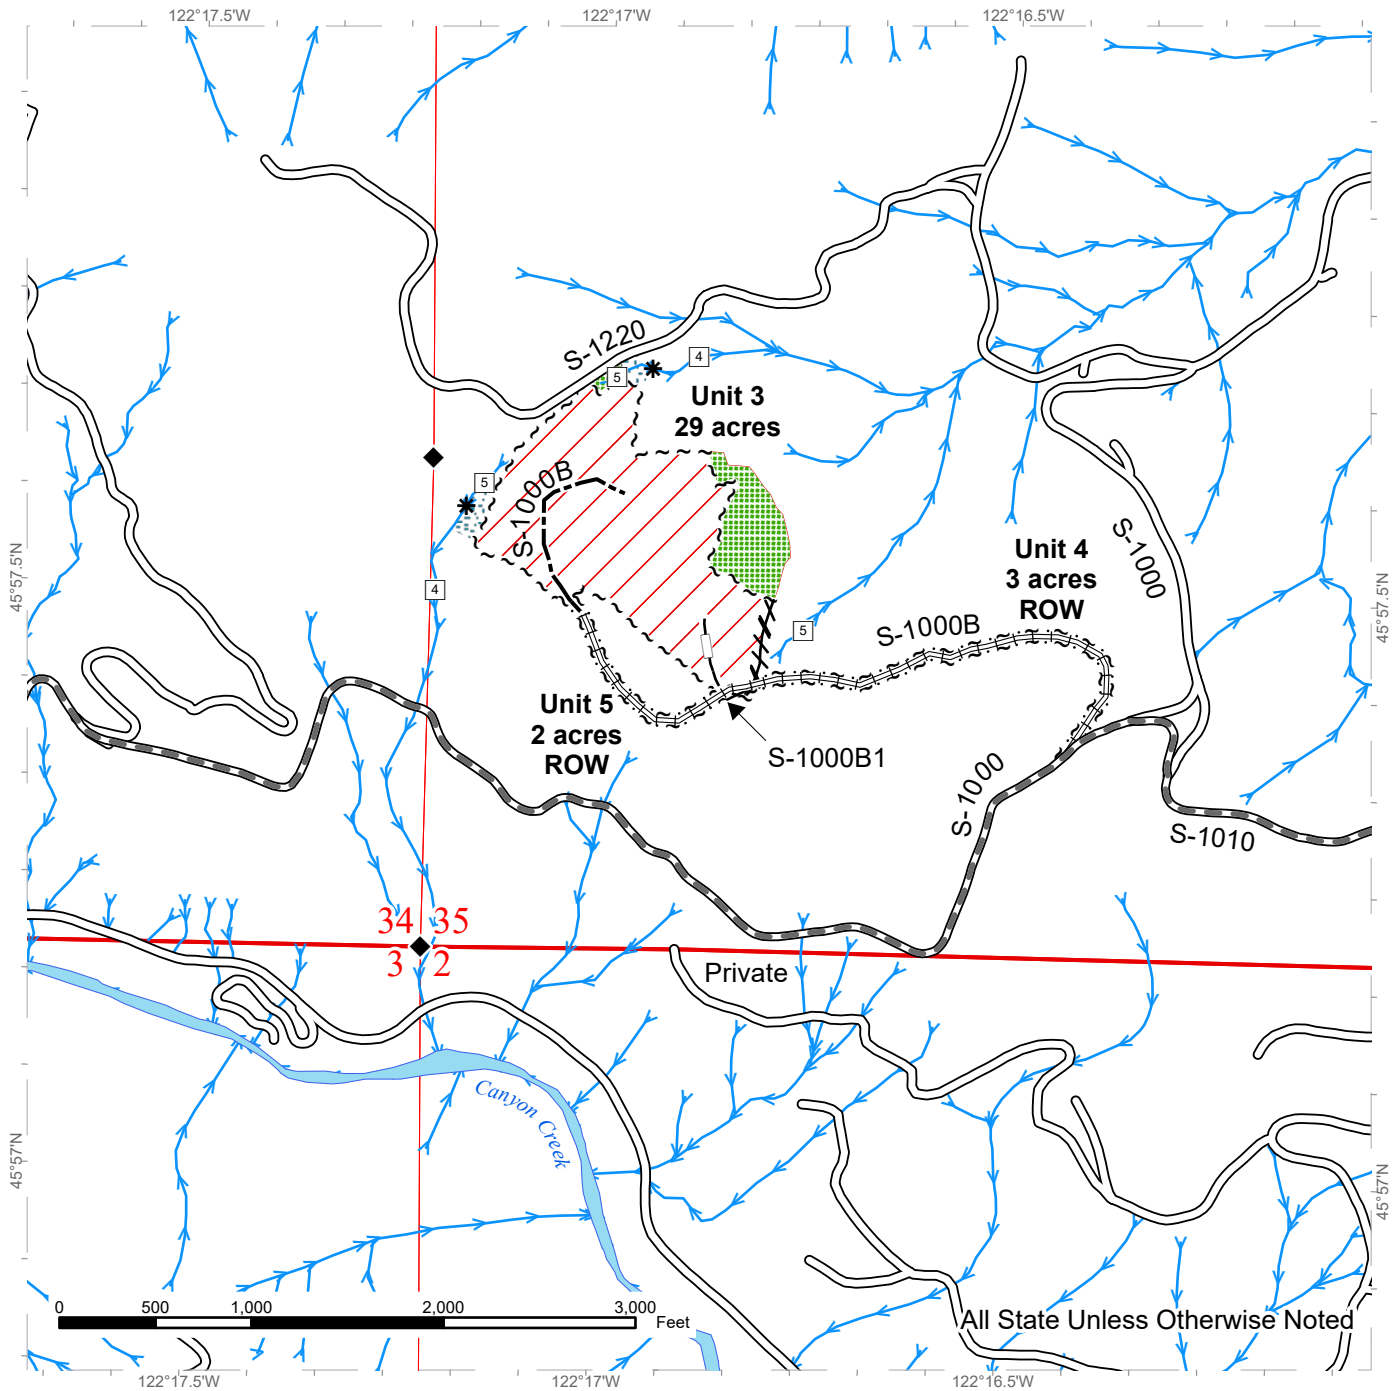 122°17.5'W
122°17'W
122°16.5'W
S-1220
4
5
Unit 3
29 acres
S-1000B
5
45°57.5'N
45°57.5'N
4
S-1000
Unit 4
3 acres
ROW
5
S-1000B
Unit 5
2 acres
ROW
S-1000B1
S-1000
S-1010
34 35
3 2
Private
Canyon Creek
45°57'N
45°57'N
0 500 1,000 2,000 3,000
Feet
All State Unless Otherwise Noted
122°17.5'W
122°17'W
122°16.5'W